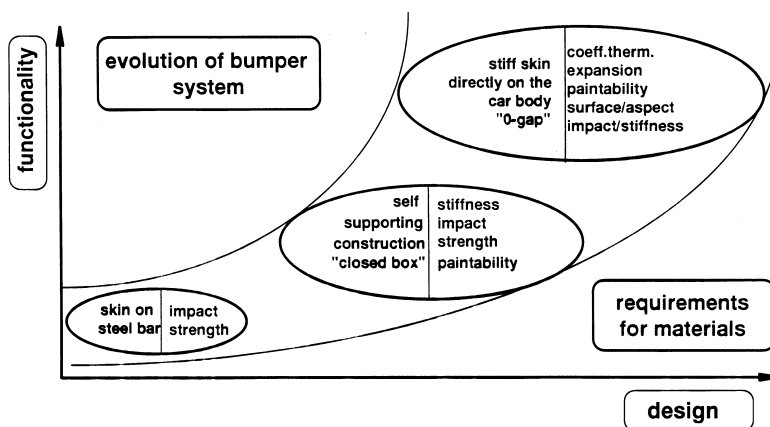 functionality
evolution of bumper
system
stiff skin
directly on the
car body
"0-gap"
coeff.therm.
expansion
paintability
surface/aspect
impact/stiffness
self
supporting
construction
"closed box"
stiffness
impact
strength
paintability
skin on
steel bar
impact
strength
requirements
for materials
design